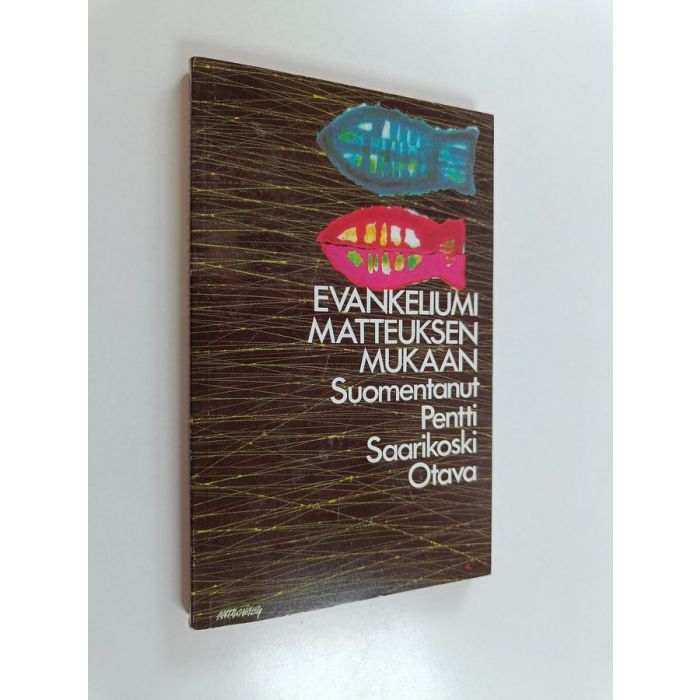 EVANKELIUMI
MATTEUKSEN
MUKAAN
Suomentanut
Pentti
Saarikoski
Otava